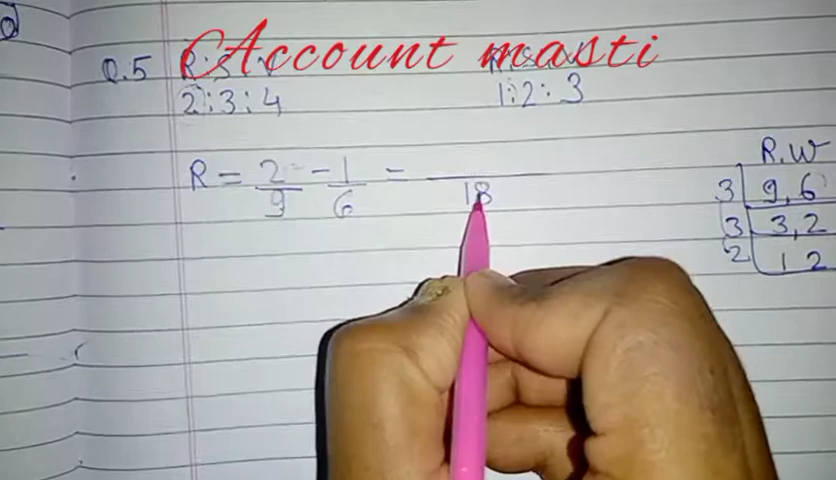 Account masti
Q.5
2:3:4 1:2:3
R = 2/9 - 1/6 = /18
R.W
3 | 9, 6
3 | 3, 2
2 | 1 2